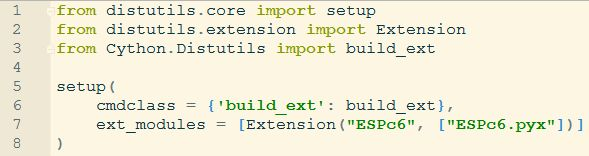 1 from distutils.core import setup
2 from distutils.extension import Extension
3 from Cython.Distutils import build_ext
4
5 setup(
6     cmdclass = {'build_ext': build_ext},
7     ext_modules = [Extension("ESPc6", ["ESPc6.pyx"])]
8 )